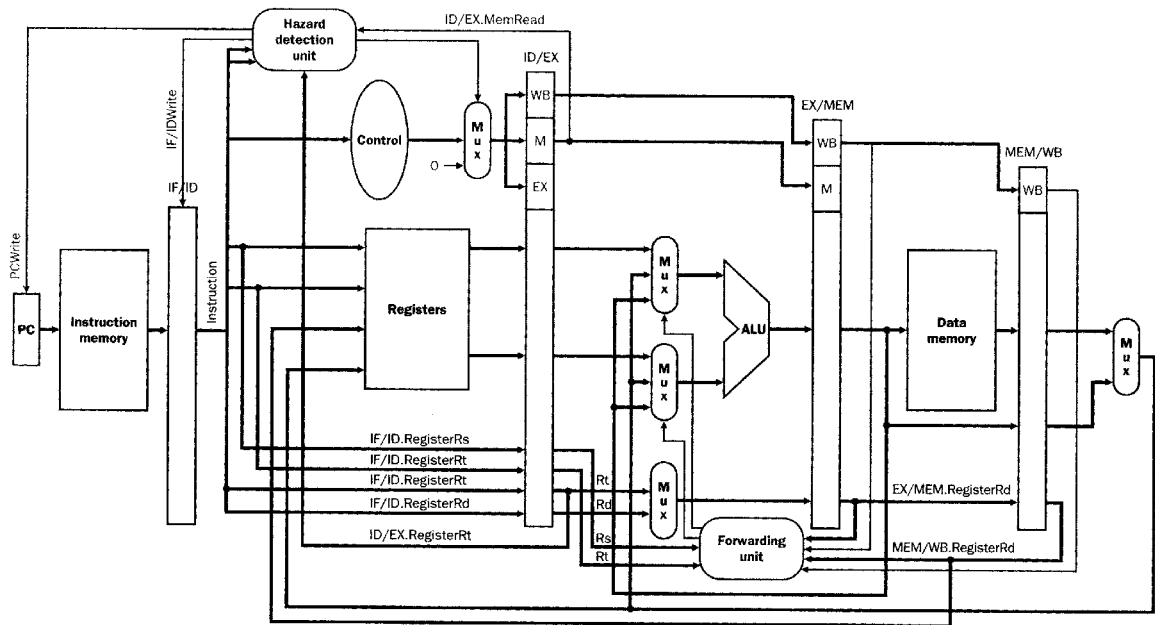 Hazard
detection
unit
ID/EX.MemRead
ID/EX
WB
M
EX
Control
M
u
x
0
EX/MEM
WB
M
MEM/WB
WB
PCWrite
IF/IDWrite
IF/ID
PC
Instruction
memory
Instruction
Registers
M
u
x
M
u
x
ALU
Data
memory
M
u
x
IF/ID.RegisterRs
IF/ID.RegisterRt
IF/ID.RegisterRt
IF/ID.RegisterRd
ID/EX.RegisterRt
Rt
Rd
Rs
Rt
M
u
x
Forwarding
unit
EX/MEM.RegisterRd
MEM/WB.RegisterRd